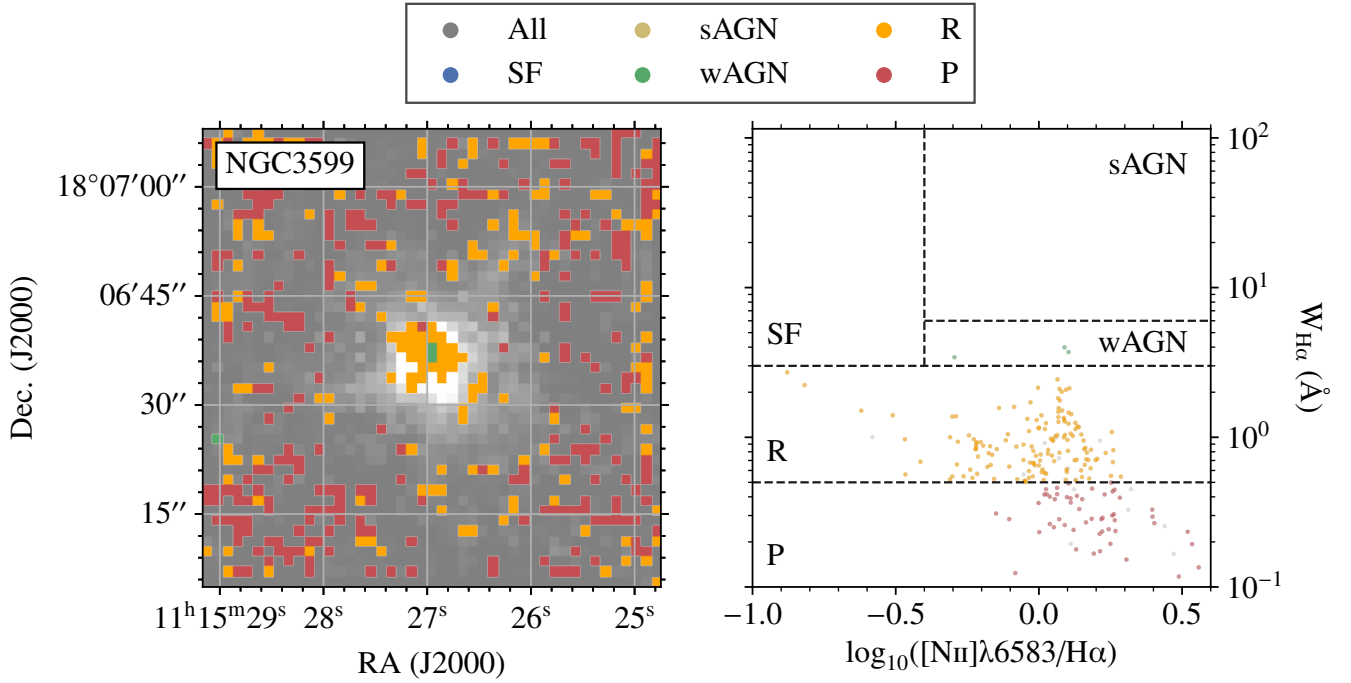 All sAGN R
SF wAGN P
NGC3599
18°07′00″
06′45″
30″
15″
Dec. (J2000)
11ʰ15ᵐ29ˢ 28ˢ 27ˢ 26ˢ 25ˢ
RA (J2000)
sAGN
SF
wAGN
R
P
10²
10¹
10⁰
10⁻¹
W_Hα (Å)
−1.0 −0.5 0.0 0.5
log₁₀([NII]λ6583/Hα)